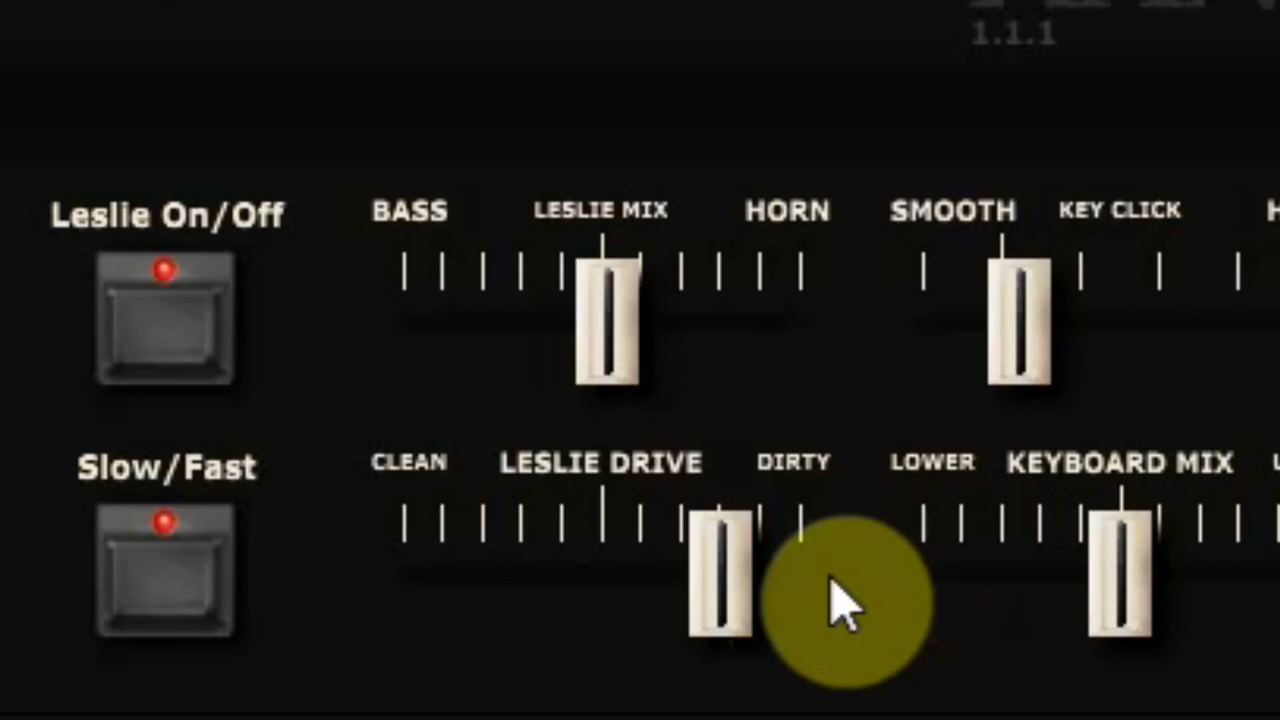 1.1.1
Leslie On/Off
BASS LESLIE MIX HORN
SMOOTH KEY CLICK
Slow/Fast
CLEAN LESLIE DRIVE DIRTY
LOWER KEYBOARD MIX